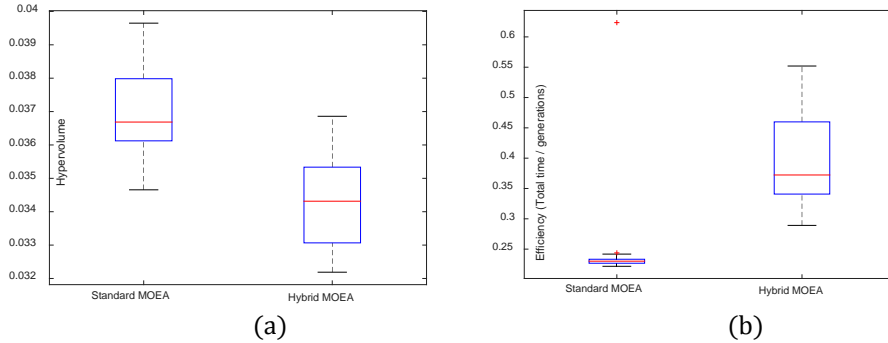 0.04
0.039
0.038
0.037
0.036
0.035
0.034
0.033
0.032
Hypervolume
Standard MOEA
Hybrid MOEA
(a)
0.6
0.55
0.5
0.45
0.4
0.35
0.3
0.25
Efficiency (Total time / generations)
Standard MOEA
Hybrid MOEA
(b)